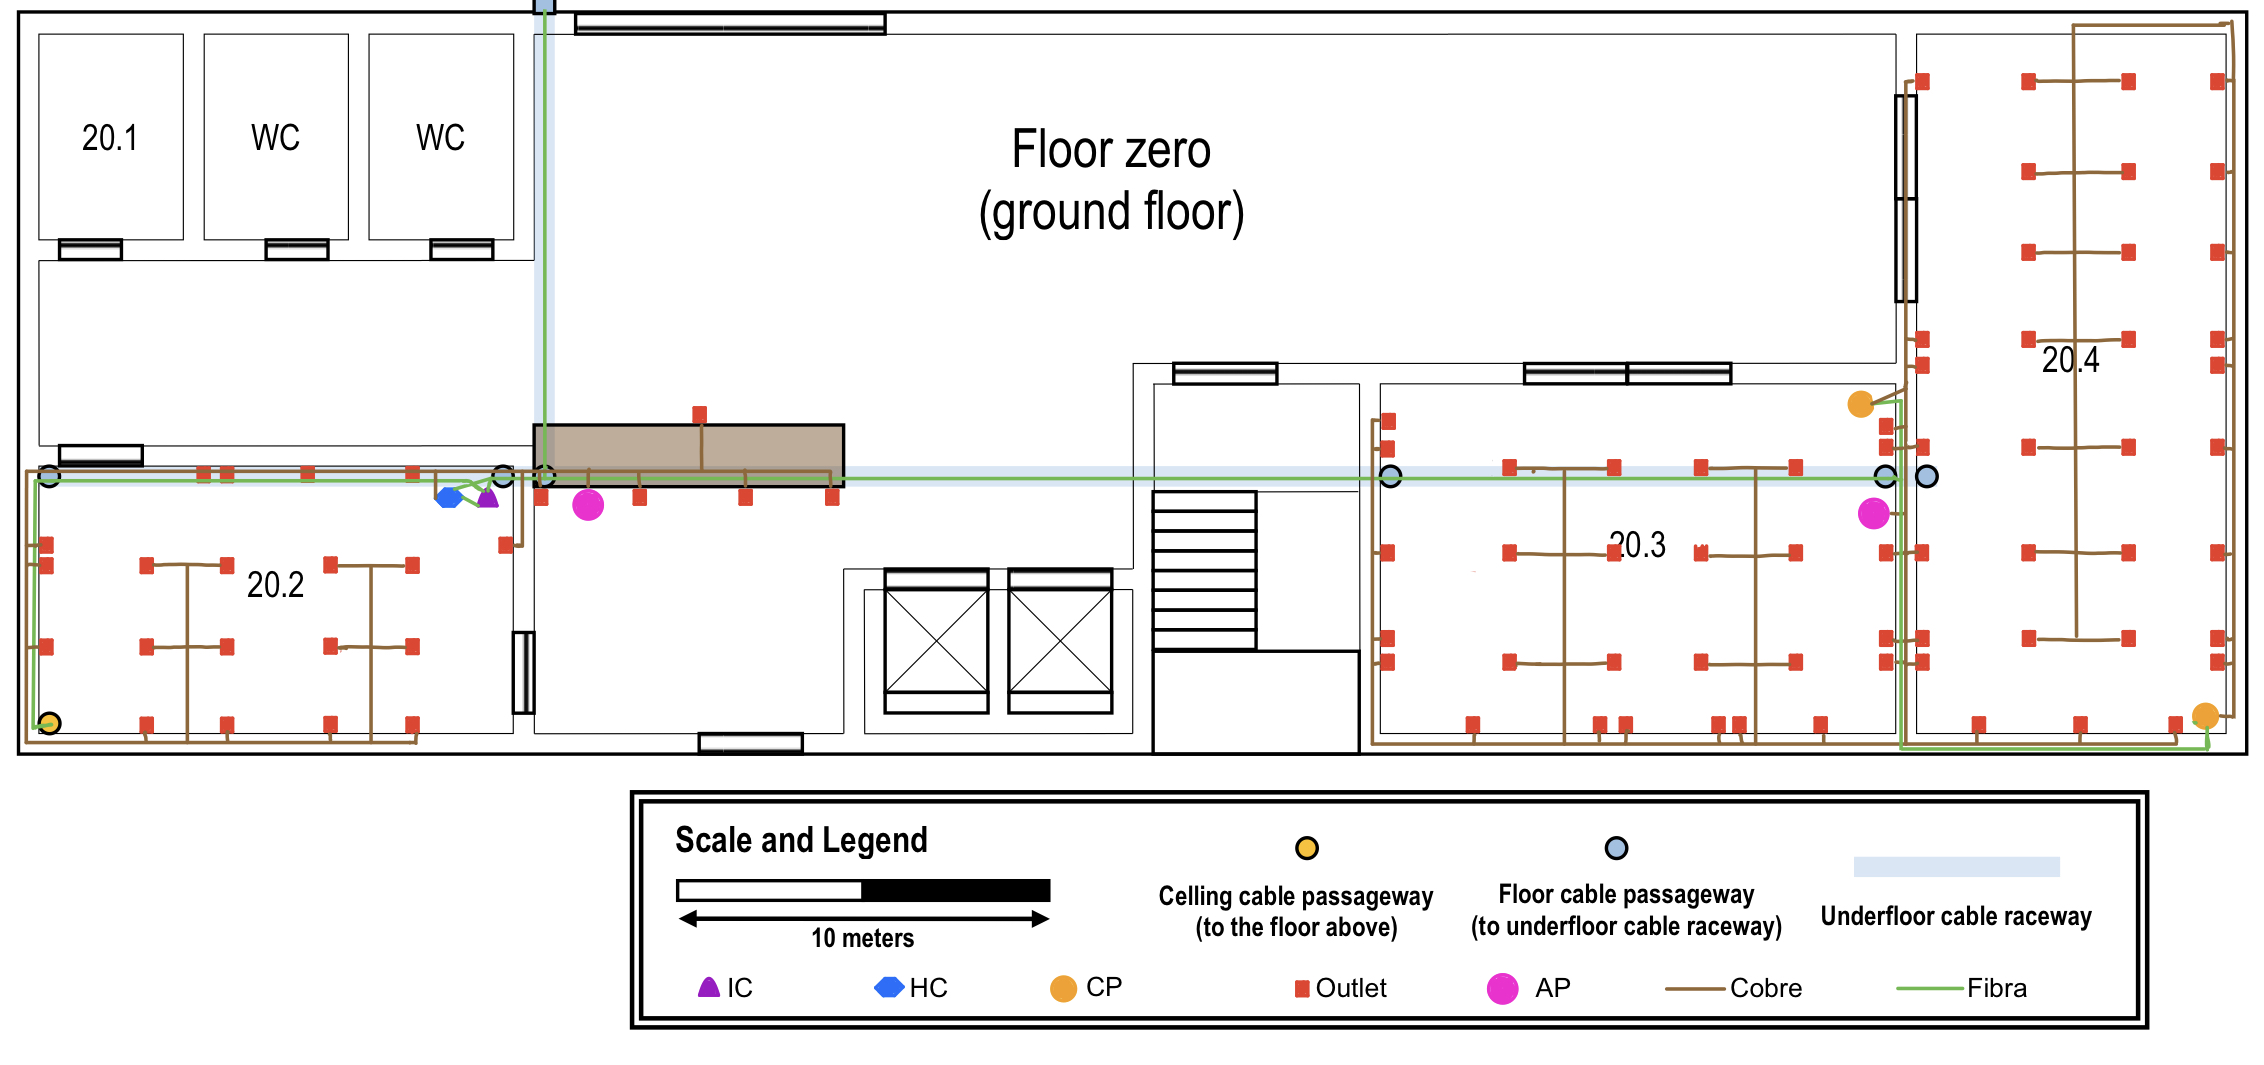 20.1
WC
WC
Floor zero
(ground floor)
20.4
20.3
20.2
Scale and Legend
10 meters
Celling cable passageway
(to the floor above)
Floor cable passageway
(to underfloor cable raceway)
Underfloor cable raceway
IC
HC
CP
Outlet
AP
Cobre
Fibra